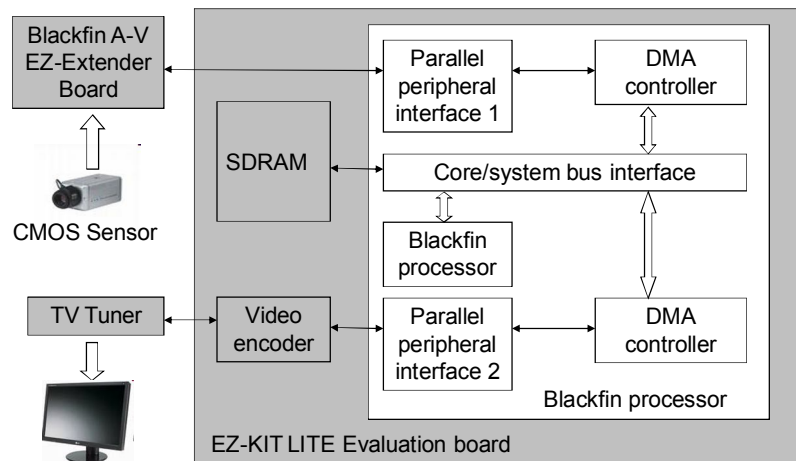 Blackfin A-V
EZ-Extender
Board
CMOS Sensor
TV Tuner
SDRAM
Video
encoder
Parallel
peripheral
interface 1
DMA
controller
Core/system bus interface
Blackfin
processor
Parallel
peripheral
interface 2
DMA
controller
Blackfin processor
EZ-KIT LITE Evaluation board